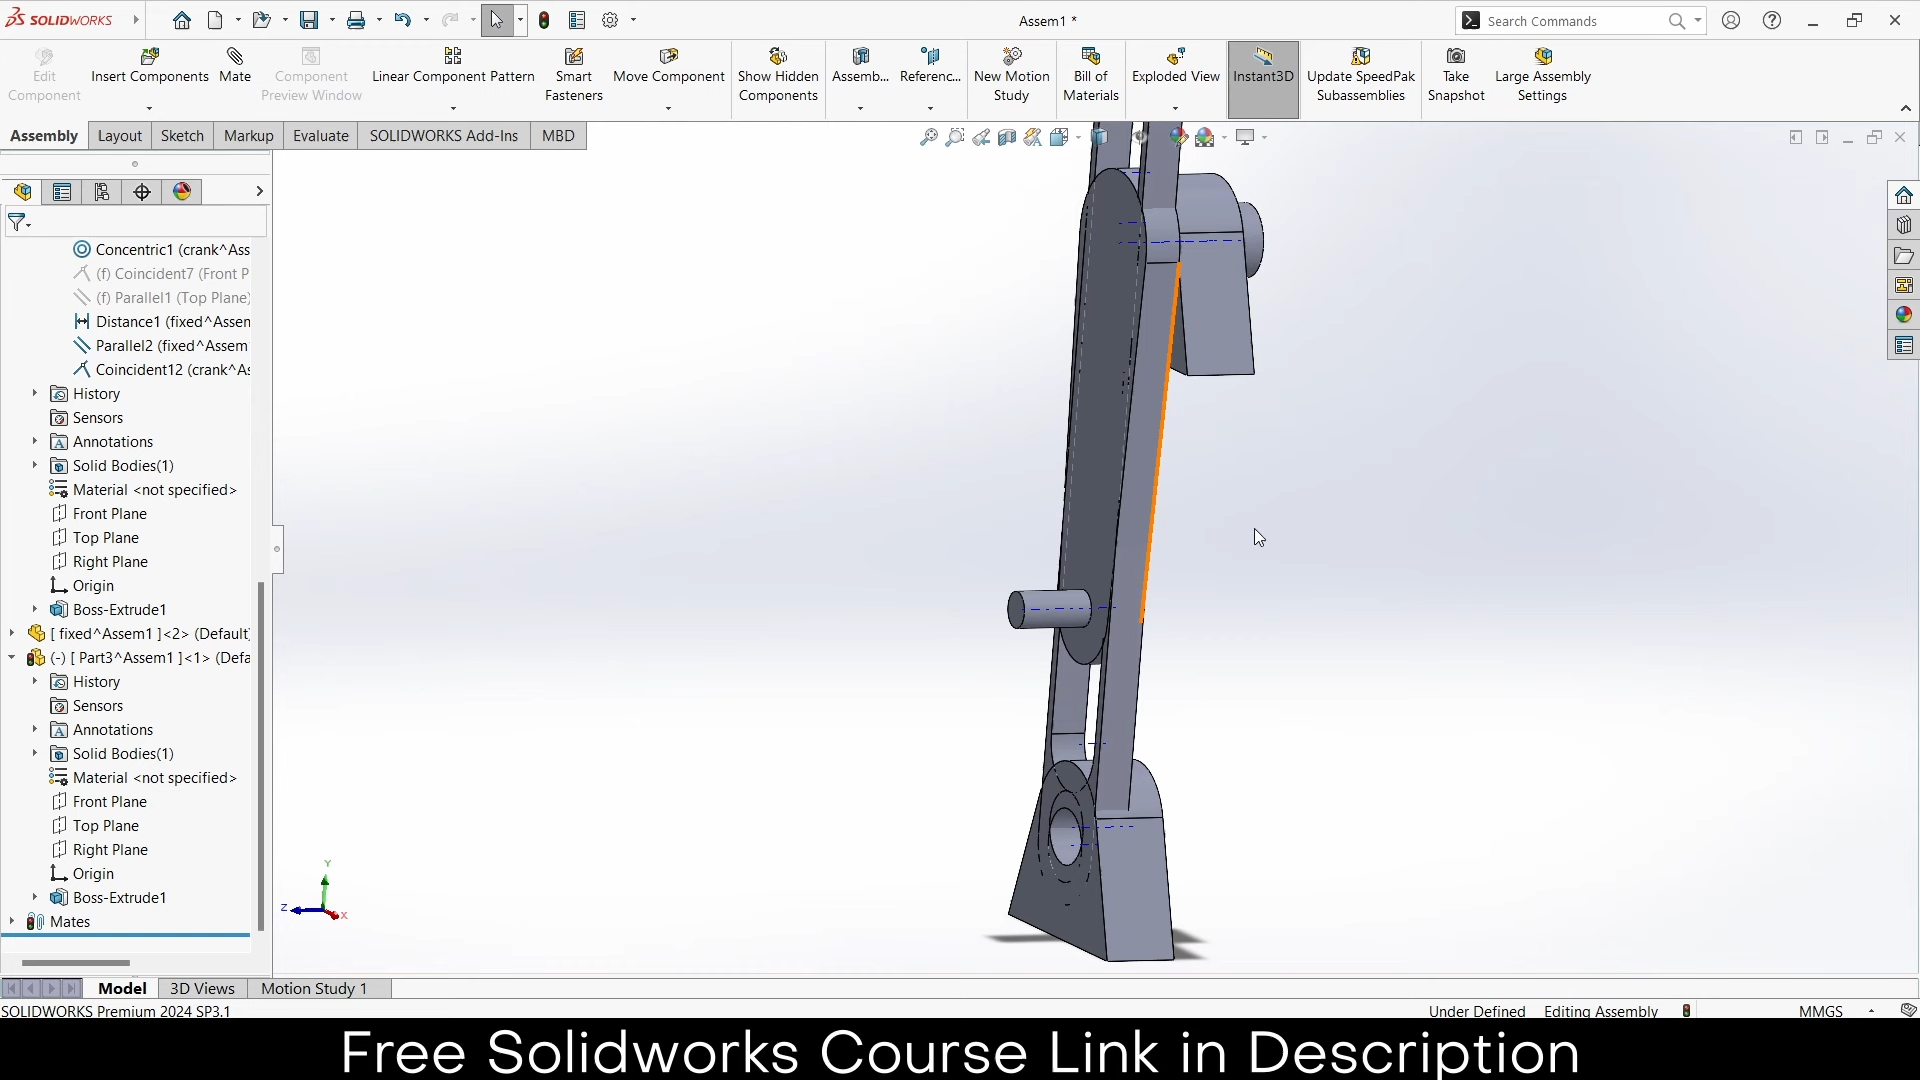 SOLIDWORKS
Assem1 *
Search Commands
Edit Component
Insert Components
Mate
Component Preview Window
Linear Component Pattern
Smart Fasteners
Move Component
Show Hidden Components
Assemb...
Referenc...
New Motion Study
Bill of Materials
Exploded View
Instant3D
Update SpeedPak Subassemblies
Take Snapshot
Large Assembly Settings
Assembly
Layout
Sketch
Markup
Evaluate
SOLIDWORKS Add-Ins
MBD
Concentric1 (crank^Ass
(f) Coincident7 (Front P
(f) Parallel1 (Top Plane)
Distance1 (fixed^Assen
Parallel2 (fixed^Assem
Coincident12 (crank^As
History
Sensors
Annotations
Solid Bodies(1)
Material <not specified>
Front Plane
Top Plane
Right Plane
Origin
Boss-Extrude1
[ fixed^Assem1 ]<2> (Default)
(-) [ Part3^Assem1 ]<1> (Defa
History
Sensors
Annotations
Solid Bodies(1)
Material <not specified>
Front Plane
Top Plane
Right Plane
Origin
Boss-Extrude1
Mates
Y
Z
X
Model
3D Views
Motion Study 1
SOLIDWORKS Premium 2024 SP3.1
Under Defined
Editing Assembly
MMGS
Free Solidworks Course Link in Description